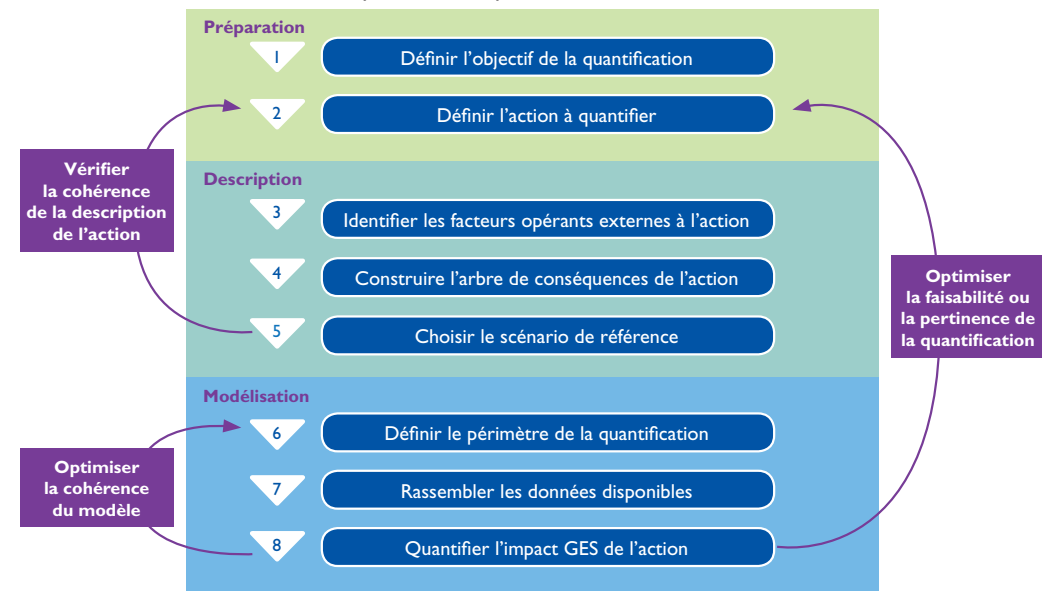 Préparation
1
Définir l'objectif de la quantification
2
Définir l'action à quantifier
Vérifier
la cohérence
de la description
de l'action
Description
3
Identifier les facteurs opérants externes à l'action
4
Construire l'arbre de conséquences de l'action
5
Choisir le scénario de référence
Optimiser
la faisabilité ou
la pertinence de
la quantification
Modélisation
6
Définir le périmètre de la quantification
7
Rassembler les données disponibles
8
Quantifier l'impact GES de l'action
Optimiser
la cohérence
du modèle